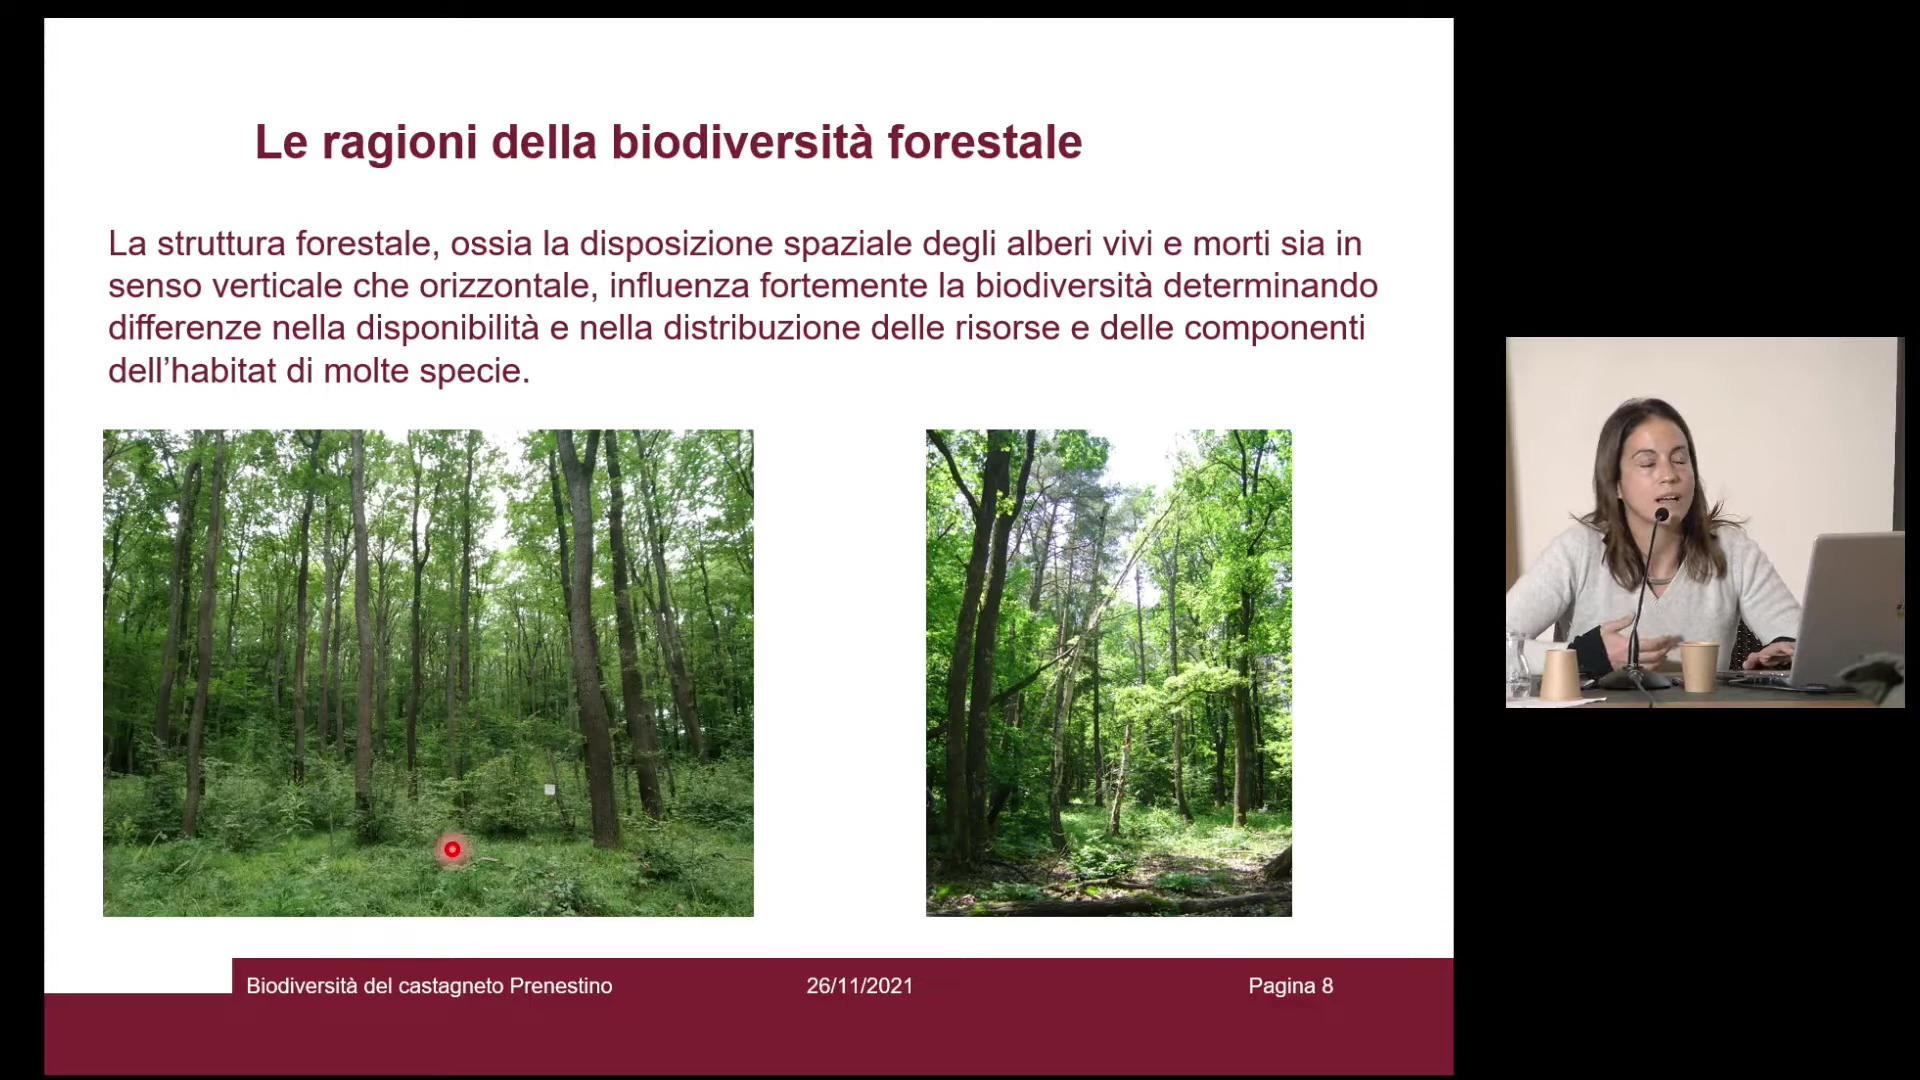 Le ragioni della biodiversità forestale
La struttura forestale, ossia la disposizione spaziale degli alberi vivi e morti sia in
senso verticale che orizzontale, influenza fortemente la biodiversità determinando
differenze nella disponibilità e nella distribuzione delle risorse e delle componenti
dell’habitat di molte specie.
Biodiversità del castagneto Prenestino
26/11/2021
Pagina 8